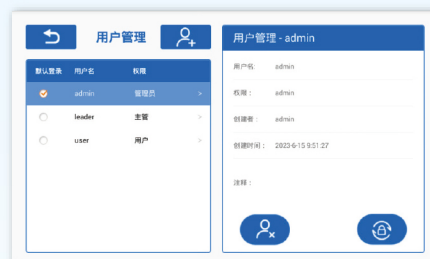 用户管理
默认登录 用户名 权限
admin 管理员 >
leader 主管 >
user 用户 >
用户管理 - admin
用户名: admin
权限: admin
创建者: admin
创建时间: 2023-6-15 9:51:27
注释: